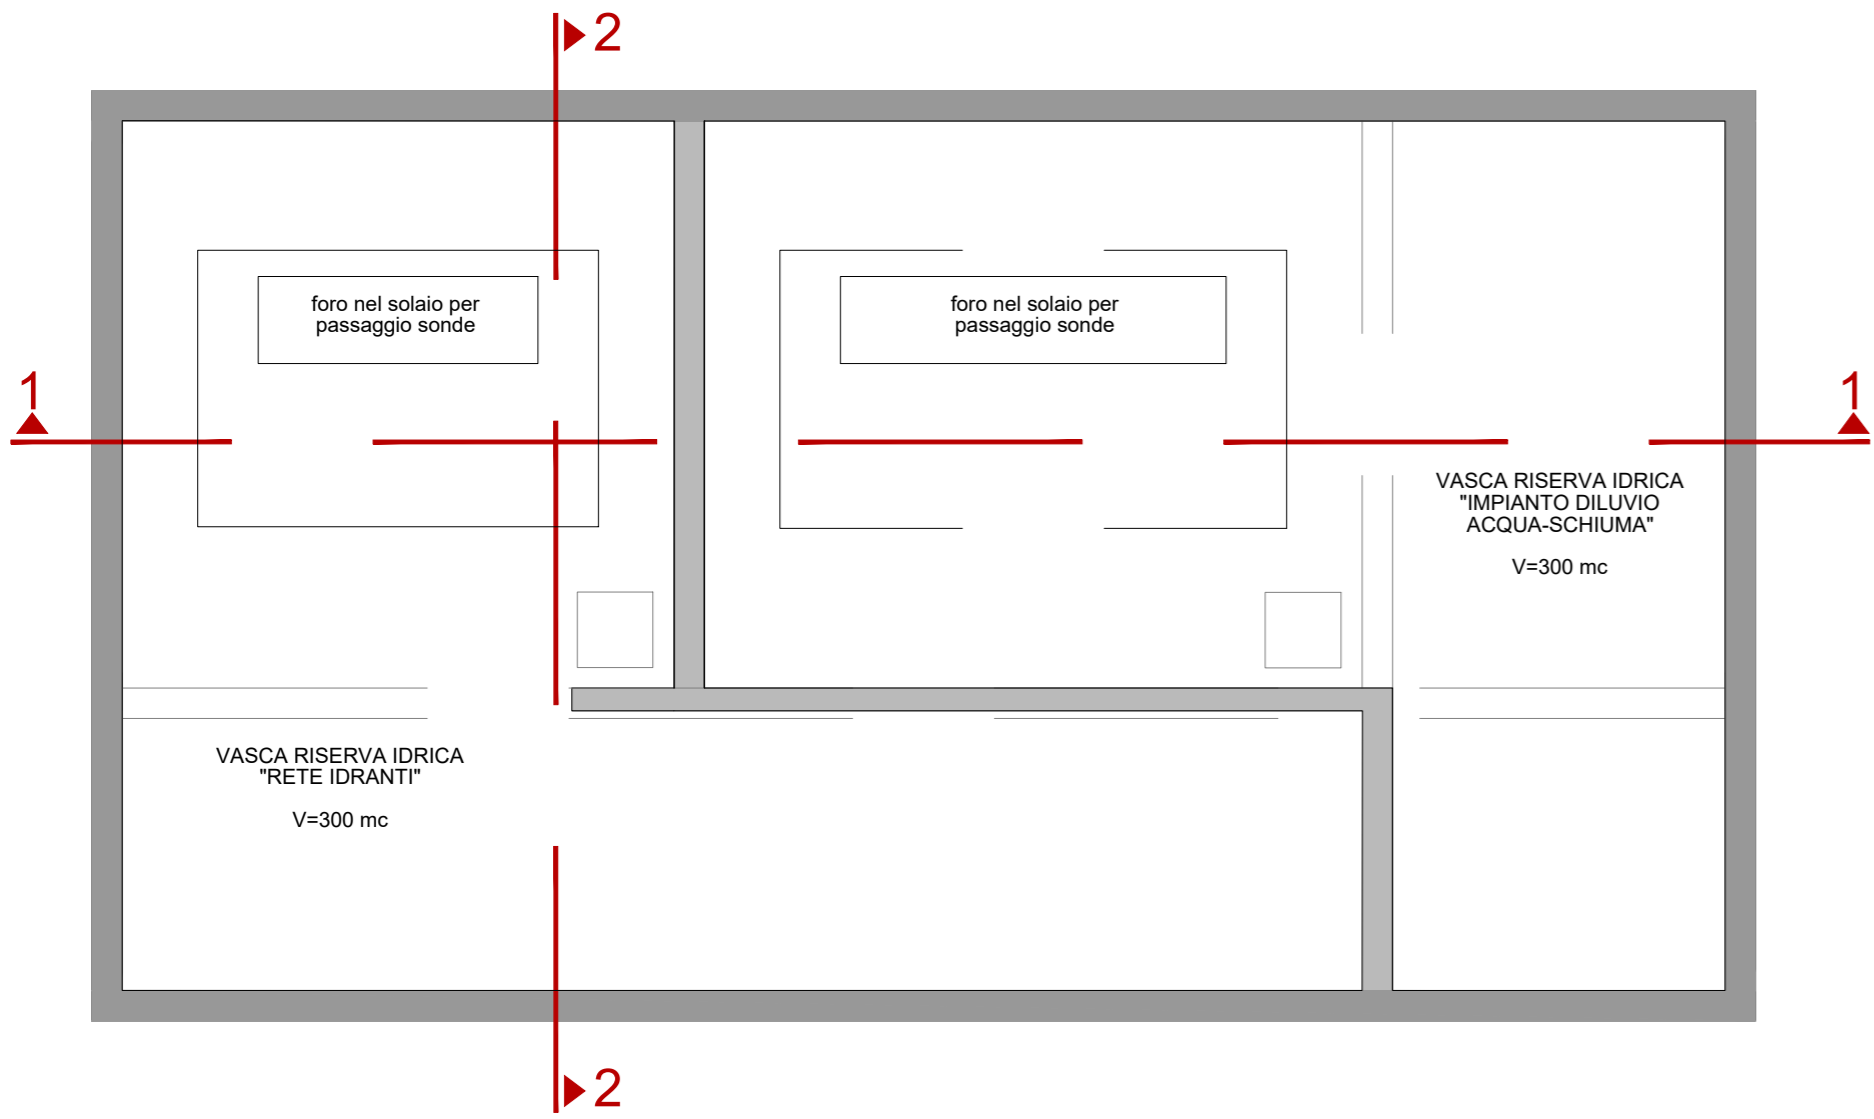 2
foro nel solaio per
passaggio sonde
foro nel solaio per
passaggio sonde
1
1
VASCA RISERVA IDRICA
"IMPIANTO DILUVIO
ACQUA-SCHIUMA"
V=300 mc
VASCA RISERVA IDRICA
"RETE IDRANTI"
V=300 mc
2